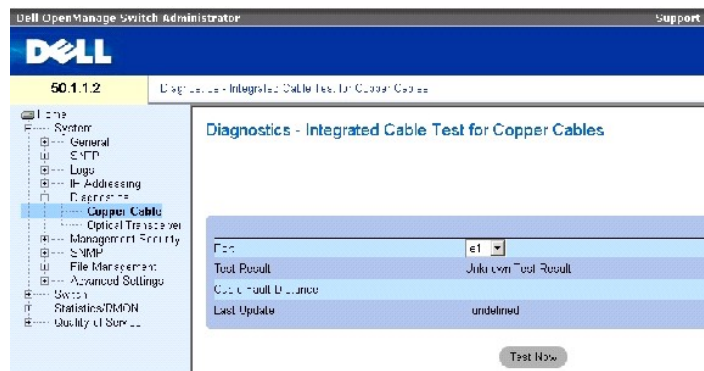 Dell OpenManage Switch Administrator
Support
DELL
50.1.1.2
Integrated Cable Test for Copper Cables
Home
System
General
SNTP
Logs
IP Addressing
Diagnostics
Copper Cable
Optical Transceiver
Management Security
SNMP
File Management
Advanced Settings
Switch
Statistics/RMON
Quality of Service
Diagnostics - Integrated Cable Test for Copper Cables
Port
e1
Test Result
Unknown Test Result
Cable Fault Distance
Last Update
undefined
Test Now